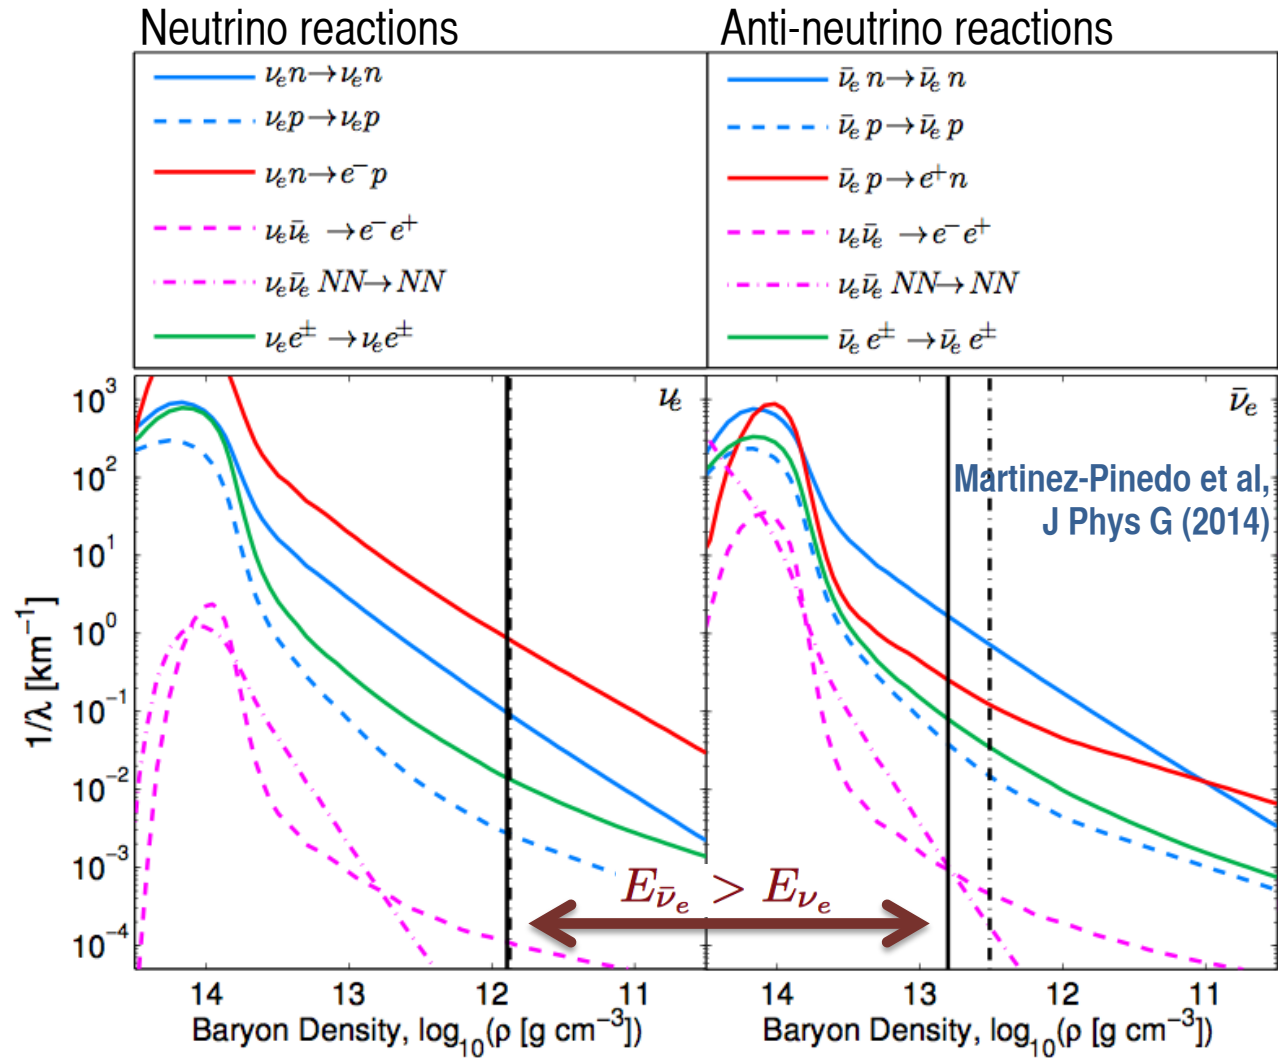 Neutrino reactions
νₑn→νₑn
νₑp→νₑp
νₑn→e⁻p
νₑν̄ₑ →e⁻e⁺
νₑν̄ₑ NN→NN
νₑe± →νₑe±
Anti-neutrino reactions
ν̄ₑ n→ν̄ₑ n
ν̄ₑ p→ν̄ₑ p
ν̄ₑ p→e⁺n
νₑν̄ₑ →e⁻e⁺
νₑν̄ₑ NN→NN
ν̄ₑ e± →ν̄ₑ e±
1/λ [km⁻¹]
10³
10²
10¹
10⁰
10⁻¹
10⁻²
10⁻³
10⁻⁴
νₑ
ν̄ₑ
Martinez-Pinedo et al,
J Phys G (2014)
E_ν̄ₑ > E_νₑ
14 13 12 11
Baryon Density, log₁₀(ρ [g cm⁻³])
14 13 12 11
Baryon Density, log₁₀(ρ [g cm⁻³])